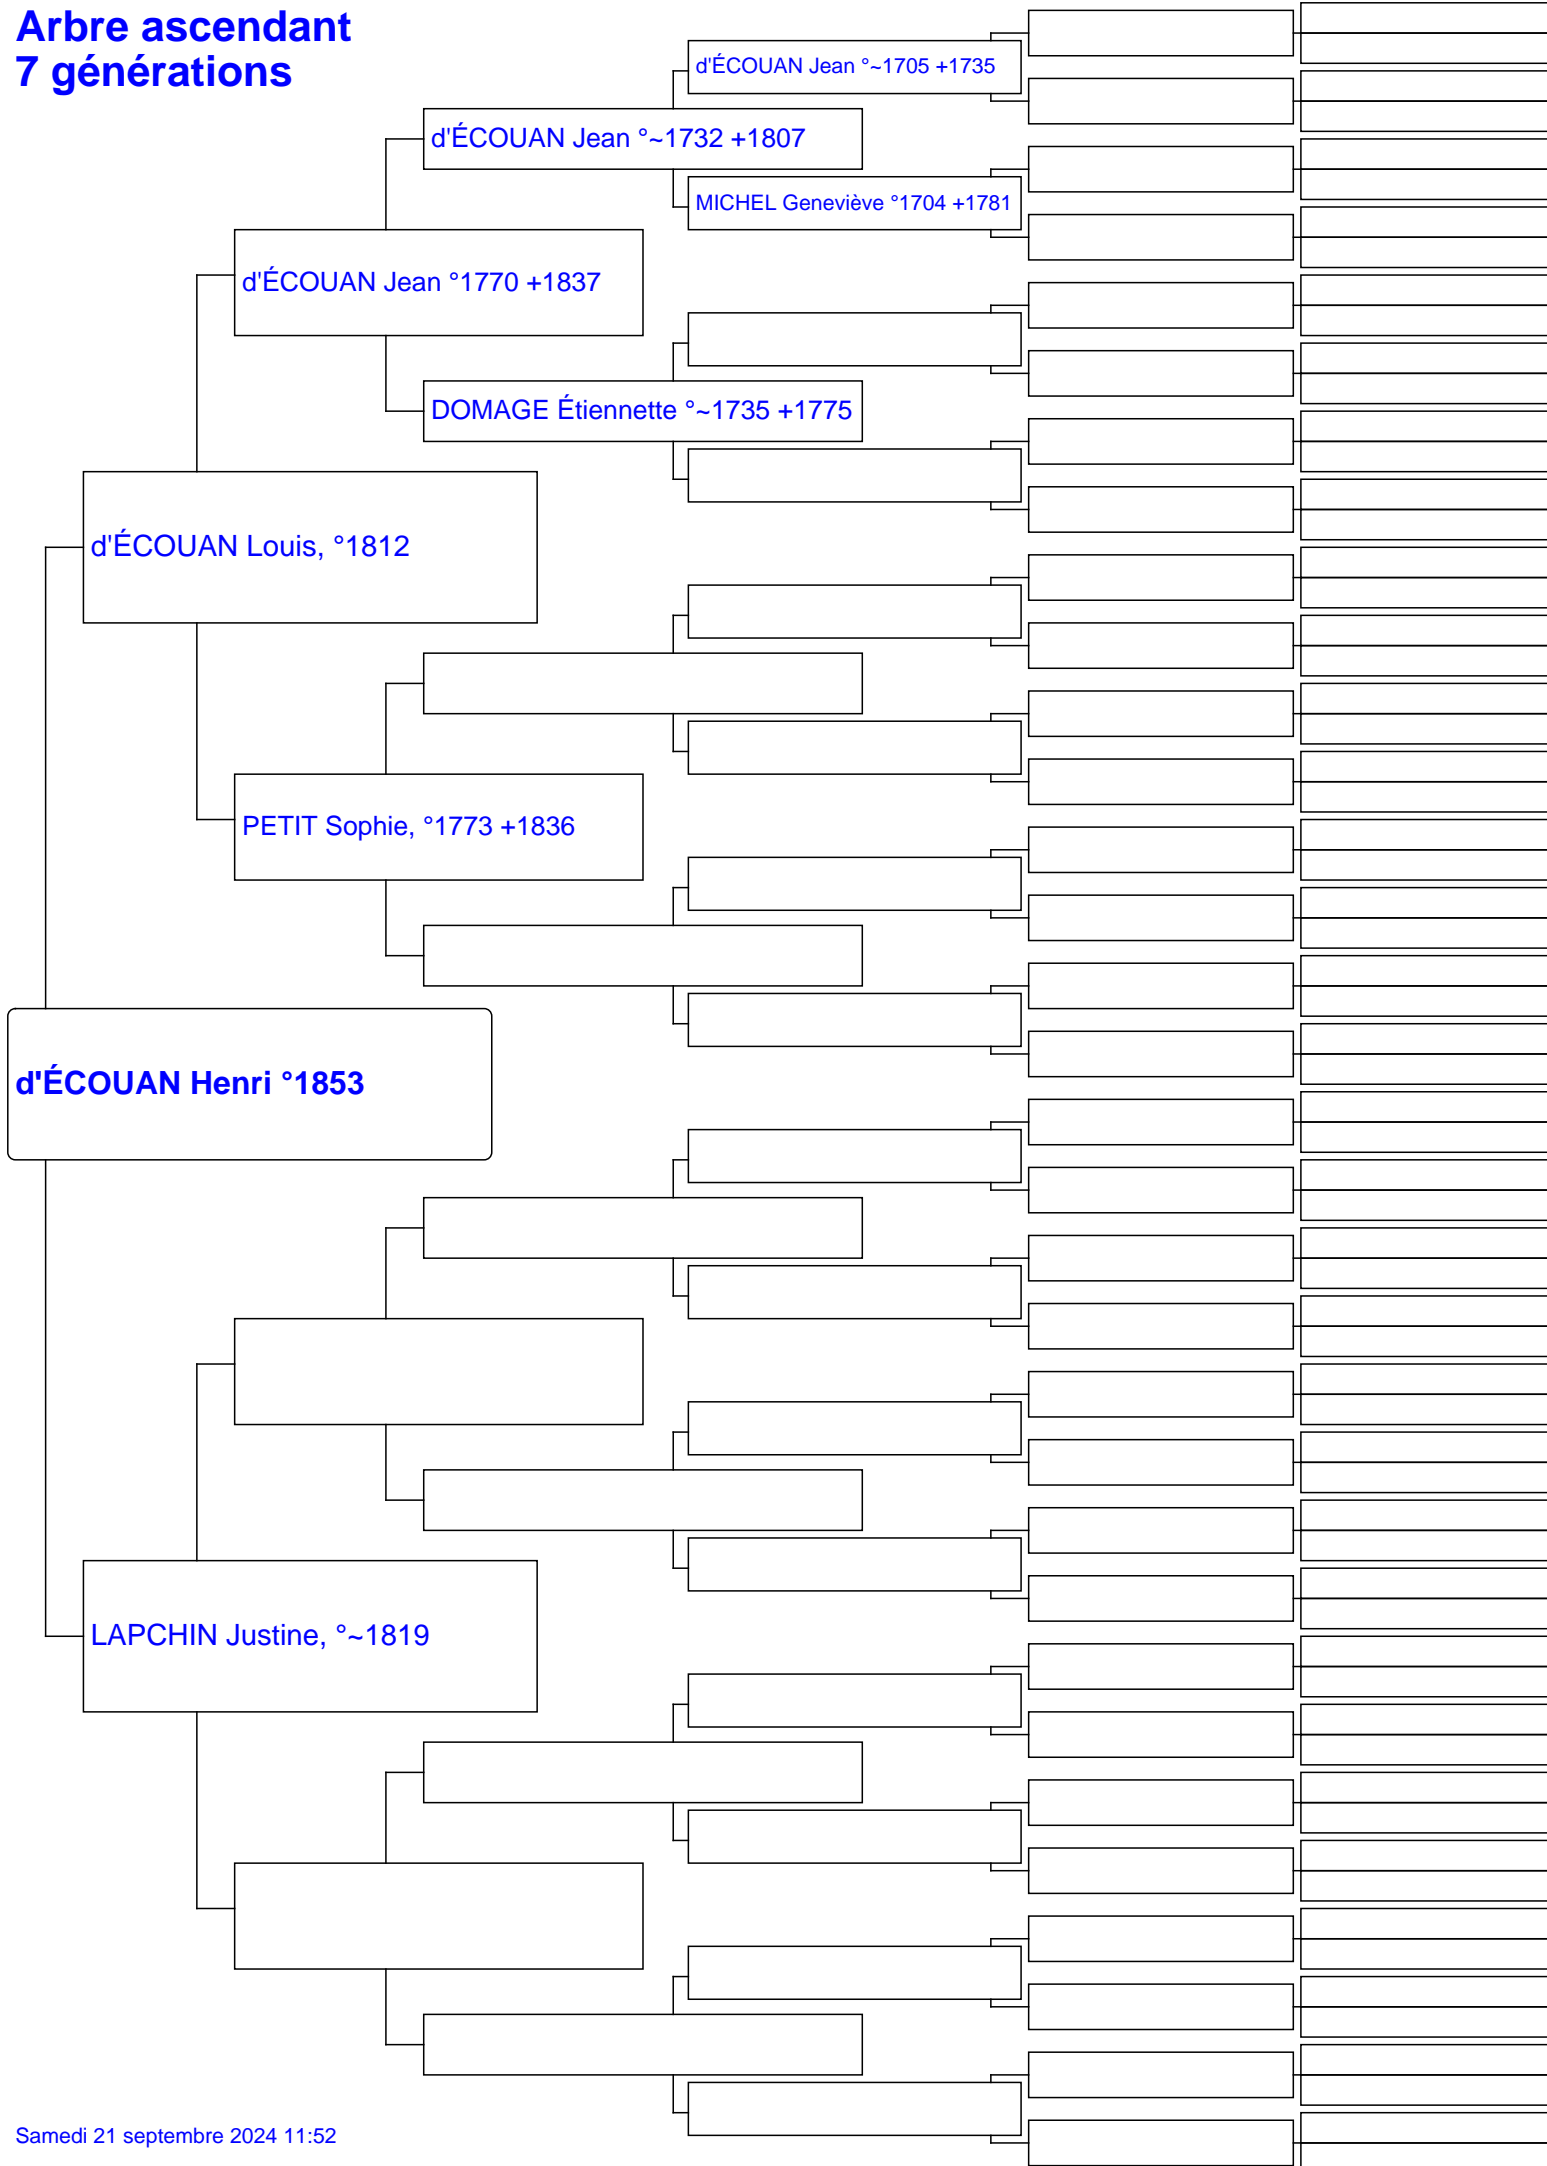 Arbre ascendant
7 générations
d'ÉCOUAN Jean °~1705 +1735
d'ÉCOUAN Jean °~1732 +1807
MICHEL Geneviève °1704 +1781
d'ÉCOUAN Jean °1770 +1837
DOMAGE Étiennette °~1735 +1775
d'ÉCOUAN Louis, °1812
PETIT Sophie, °1773 +1836
d'ÉCOUAN Henri °1853
LAPCHIN Justine, °~1819
Samedi 21 septembre 2024 11:52